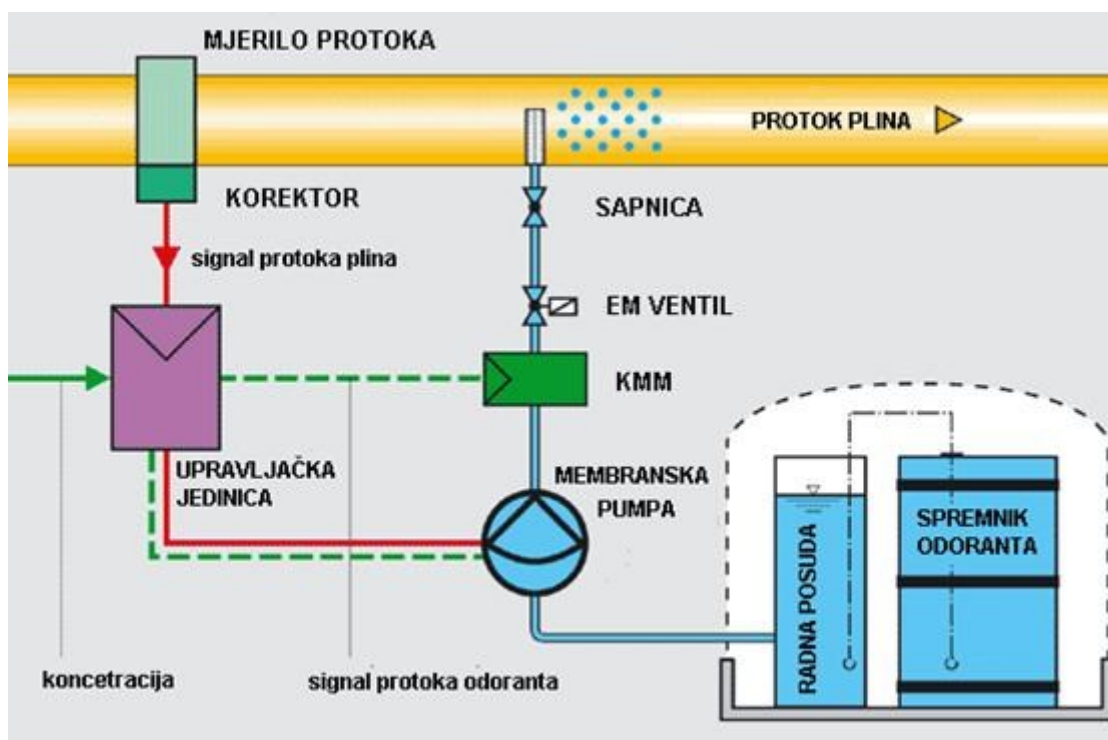 MJERILO PROTOKA
PROTOK PLINA
KOREKTOR
SAPNICA
signal protoka plina
EM VENTIL
KMM
UPRAVLJAČKA
JEDINICA
MEMBRANSKA
PUMPA
RADNA POSUDA
SPREMNIK
ODORANTA
koncetracija
signal protoka odoranta